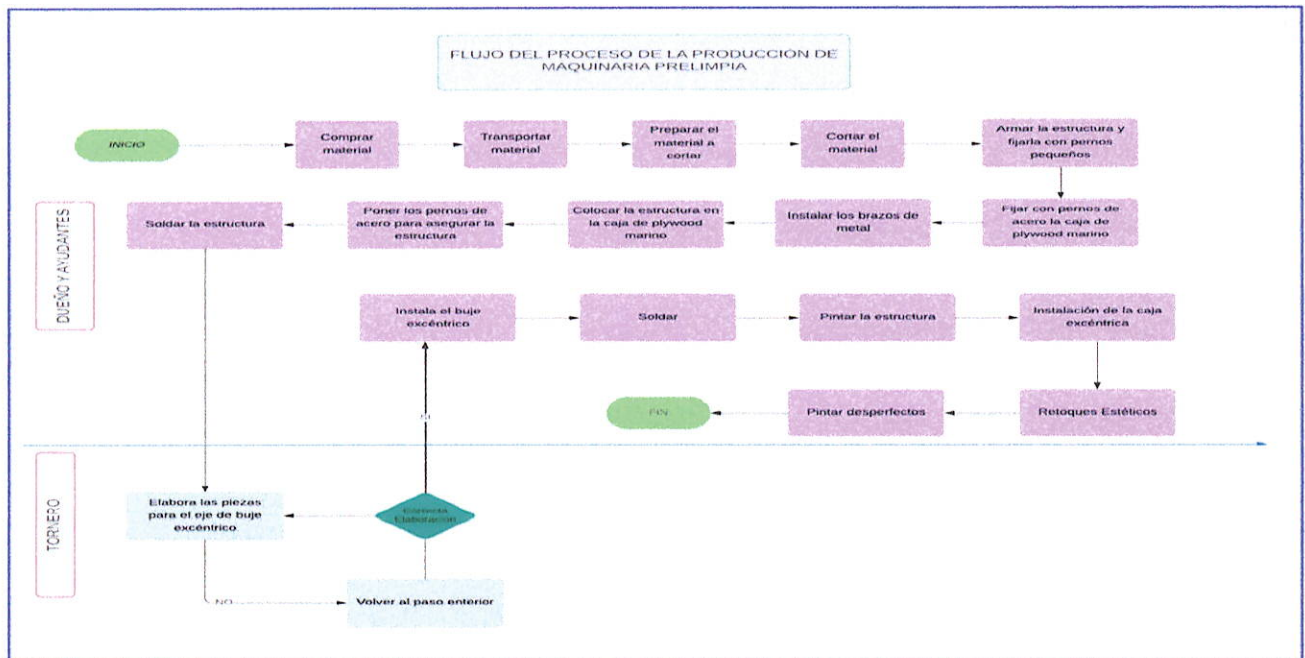 FLUJO DEL PROCESO DE LA PRODUCCION DE
MAQUINARIA PRELIMPIA
INICIO
Comprar
material
Transportar
material
Preparar el
material a
cortar
Cortar el
material
Armar la estructura y
fijarla con pernos
pequeños
DUEÑO Y AYUDANTES
Soldar la estructura
Poner los pernos de
acero para asegurar la
estructura
Colocar la estructura en
la caja de plywood
marino
Instalar los brazos de
metal
Fijar con pernos de
acero la caja de
plywood marino
Instala el buje
excéntrico
Soldar
Pintar la estructura
Instalación de la caja
excéntrica
SI
FIN
Pintar desperfectos
Retoques Estéticos
TORNERO
Elabora las piezas
para el eje de buje
excéntrico
Correcta
Elaboración
NO
Volver al paso enterior